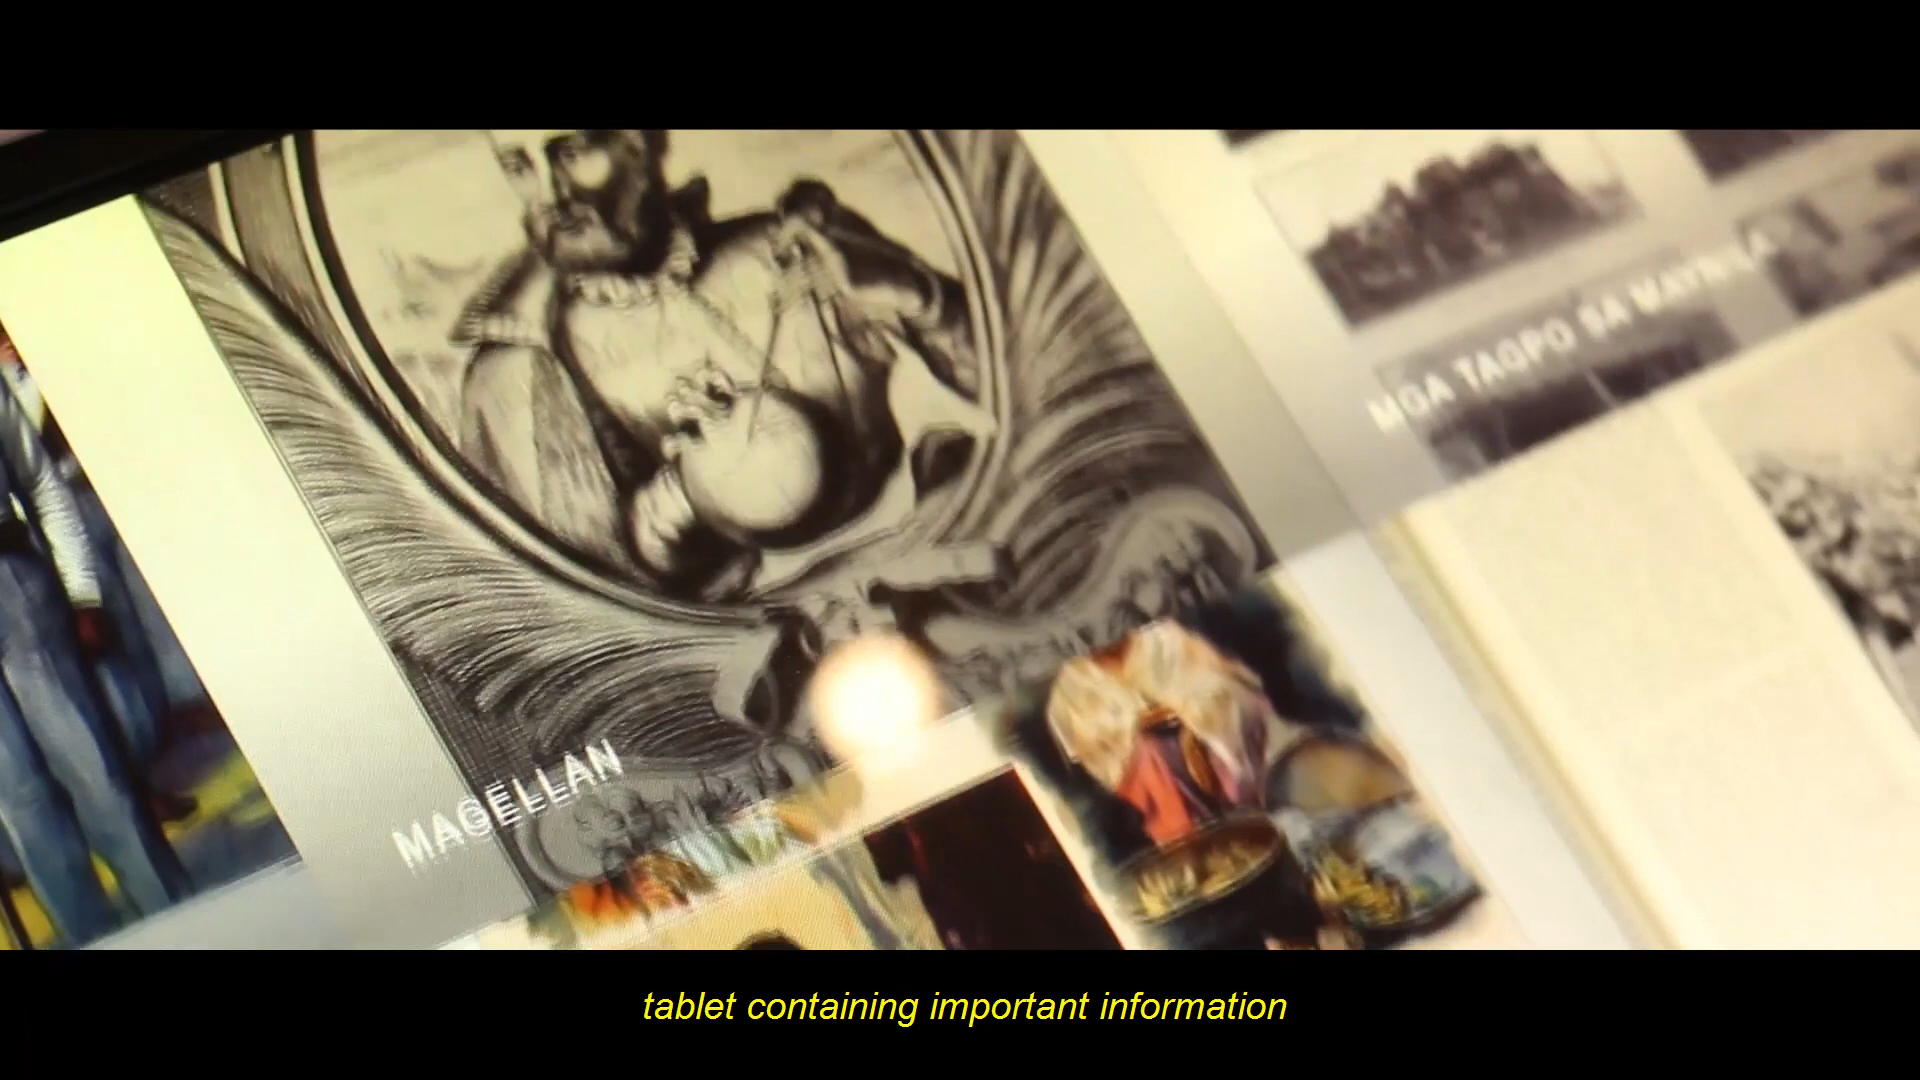 MGA TAGPO SA MAYNILA
MAGELLAN
tablet containing important information